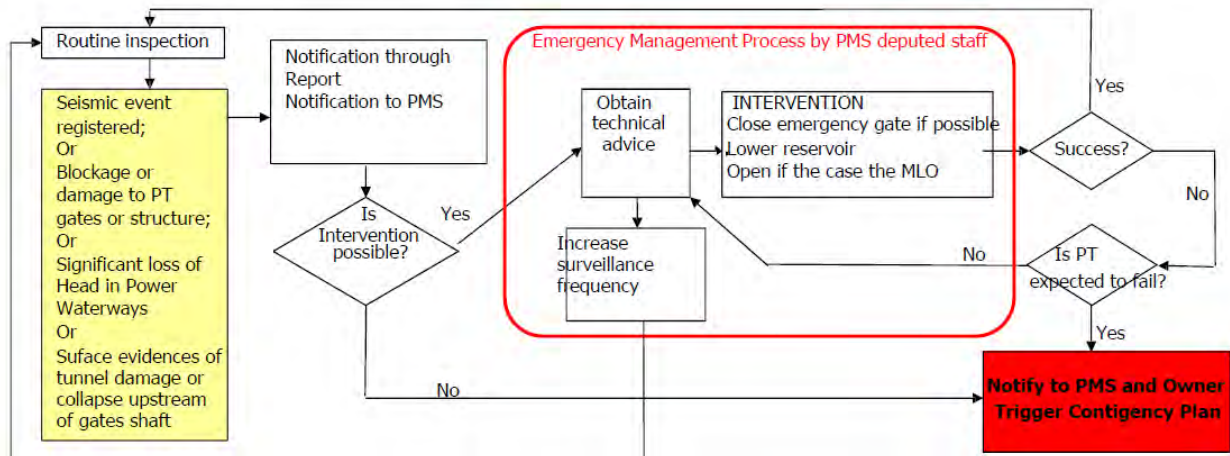 Routine inspection
Seismic event
registered;
Or
Blockage or
damage to PT
gates or structure;
Or
Significant loss of
Head in Power
Waterways
Or
Suface evidences of
tunnel damage or
collapse upstream
of gates shaft
Notification through
Report
Notification to PMS
Is
Intervention
possible?
Yes
No
Emergency Management Process by PMS deputed staff
Obtain
technical
advice
Increase
surveillance
frequency
INTERVENTION
Close emergency gate if possible
Lower reservoir
Open if the case the MLO
Success?
Yes
No
Is PT
expected to fail?
No
Yes
Notify to PMS and Owner
Trigger Contigency Plan